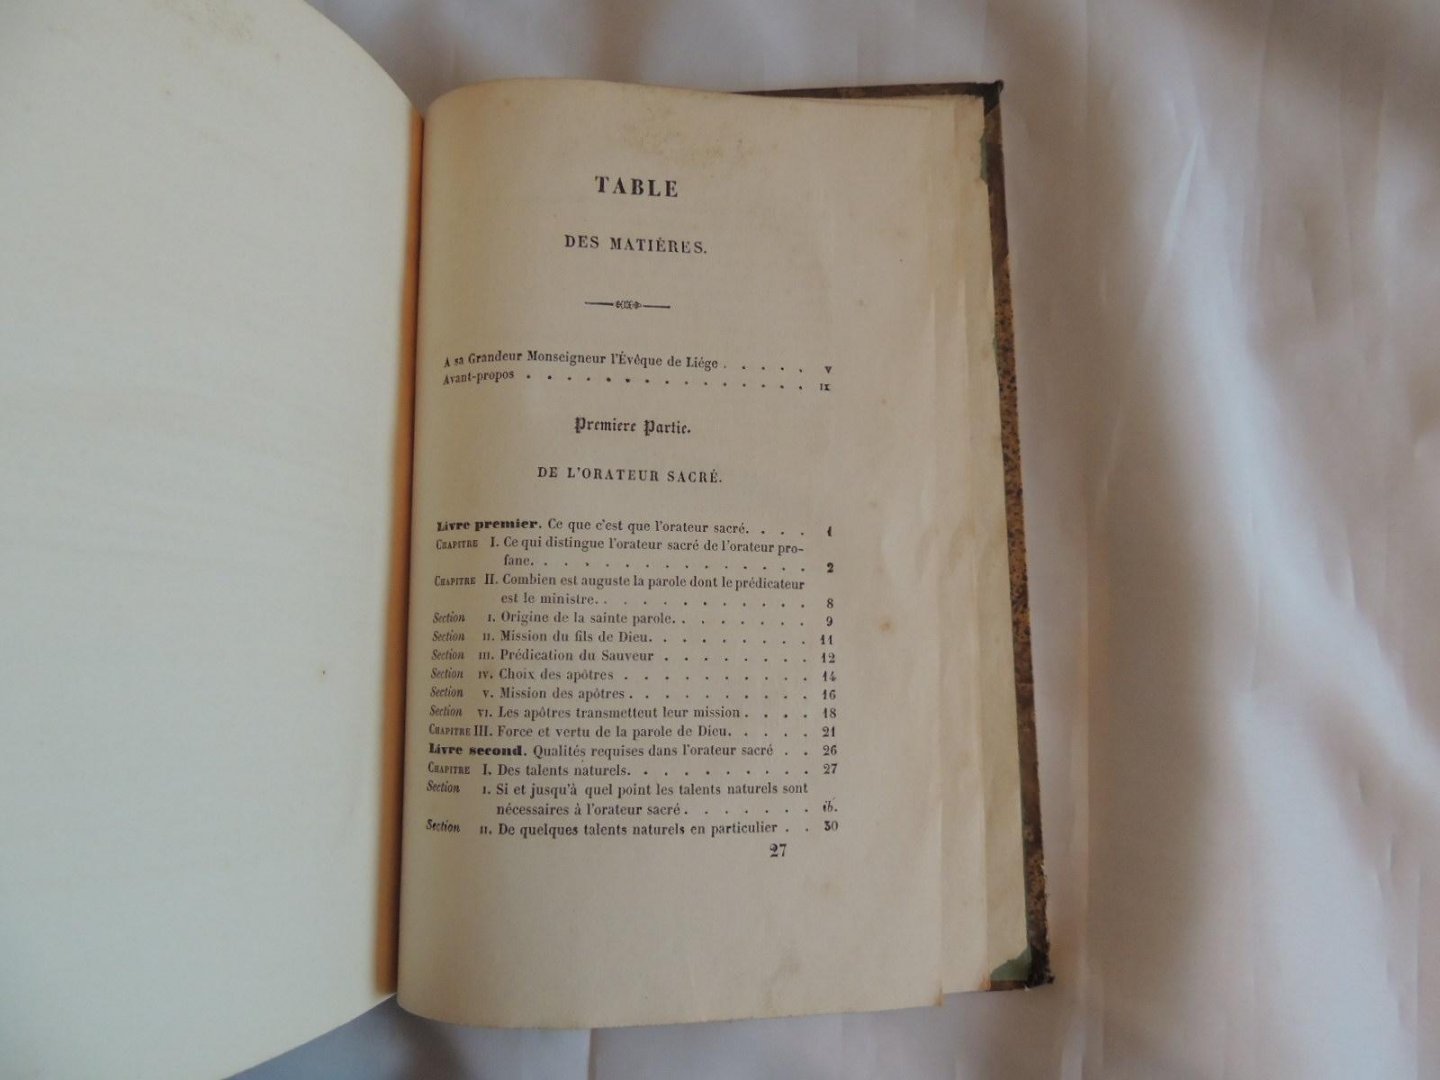 TABLE
DES MATIÈRES.
A sa Grandeur Monseigneur l'Évêque de Liége . . . . . v
Avant-propos . . . . . . . . . . . . . . . ix
Premiere Partie.
DE L'ORATEUR SACRÉ.
Livre premier. Ce que c'est que l'orateur sacré. . . . 1
CHAPITRE I. Ce qui distingue l'orateur sacré de l'orateur pro-
fane. . . . . . . . . . . . . . 2
CHAPITRE II. Combien est auguste la parole dont le prédicateur
est le ministre. . . . . . . . . . . 8
Section I. Origine de la sainte parole. . . . . . . . 9
Section II. Mission du fils de Dieu. . . . . . . . . 11
Section III. Prédication du Sauveur . . . . . . . . 12
Section IV. Choix des apôtres . . . . . . . . . . 14
Section V. Mission des apôtres . . . . . . . . . . 16
Section VI. Les apôtres transmettent leur mission . . . . 18
CHAPITRE III. Force et vertu de la parole de Dieu. . . . . 21
Livre second. Qualités requises dans l'orateur sacré . . 26
CHAPITRE I. Des talents naturels. . . . . . . . . . 27
Section I. Si et jusqu'à quel point les talents naturels sont
nécessaires à l'orateur sacré . . . . . . . ib.
Section II. De quelques talents naturels en particulier . . 30
27